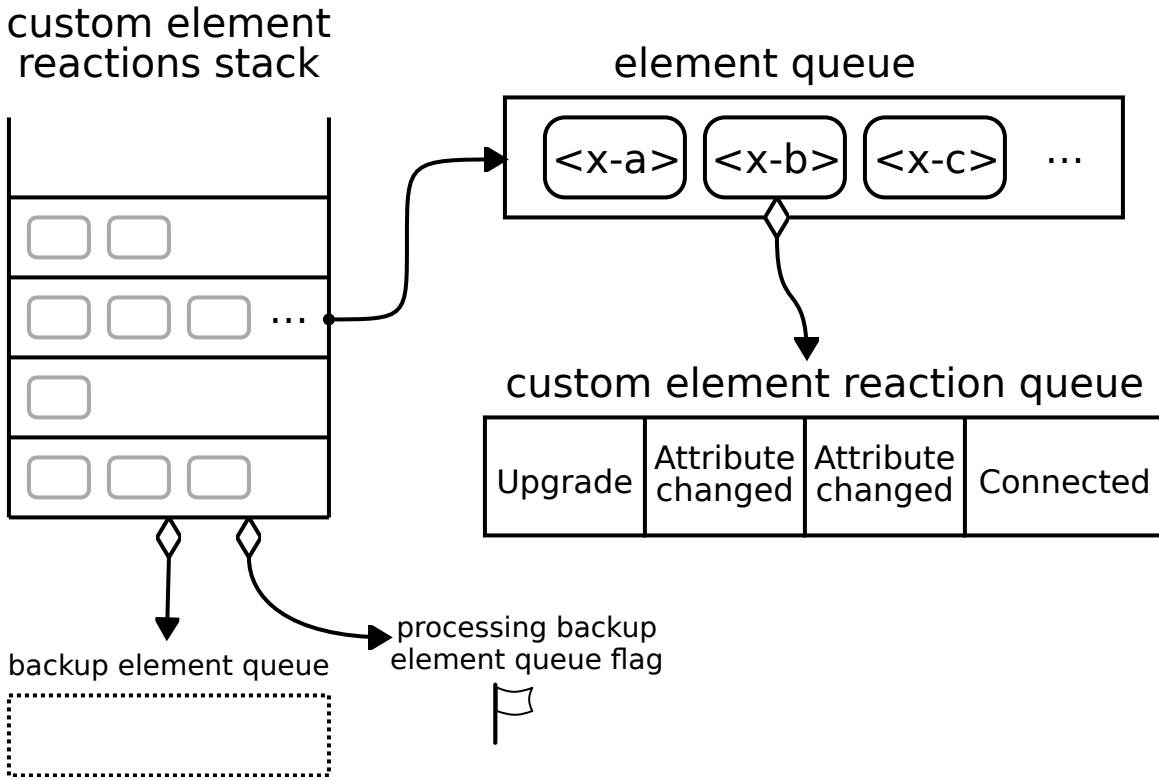 custom element
reactions stack
element queue
<x-a> <x-b> <x-c> ...
...
custom element reaction queue
Upgrade
Attribute
changed
Attribute
changed
Connected
backup element queue
processing backup
element queue flag